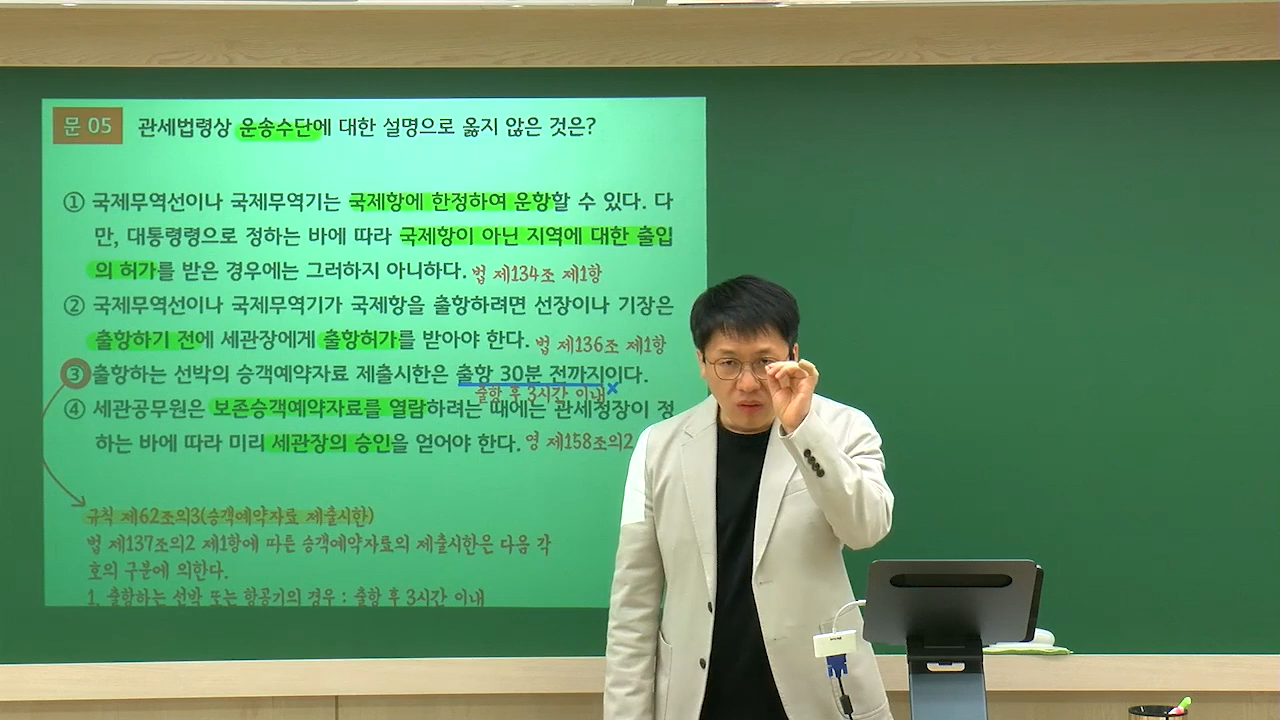 문 05 관세법령상 운송수단에 대한 설명으로 옳지 않은 것은?
① 국제무역선이나 국제무역기는 국제항에 한정하여 운항할 수 있다. 다
만, 대통령령으로 정하는 바에 따라 국제항이 아닌 지역에 대한 출입
의 허가를 받은 경우에는 그러하지 아니하다. 법 제134조 제1항
② 국제무역선이나 국제무역기가 국제항을 출항하려면 선장이나 기장은
출항하기 전에 세관장에게 출항허가를 받아야 한다. 법 제136조 제1항
③ 출항하는 선박의 승객예약자료 제출시한은 출항 30분 전까지이다.
출항 후 3시간 이내
④ 세관공무원은 보존승객예약자료를 열람하려는 때에는 관세청장이 정
하는 바에 따라 미리 세관장의 승인을 얻어야 한다. 영 제158조의2
규칙 제62조의3(승객예약자료 제출시한)
법 제137조의2 제1항에 따른 승객예약자료의 제출시한은 다음 각
호의 구분에 의한다.
1. 출항하는 선박 또는 항공기의 경우 : 출항 후 3시간 이내